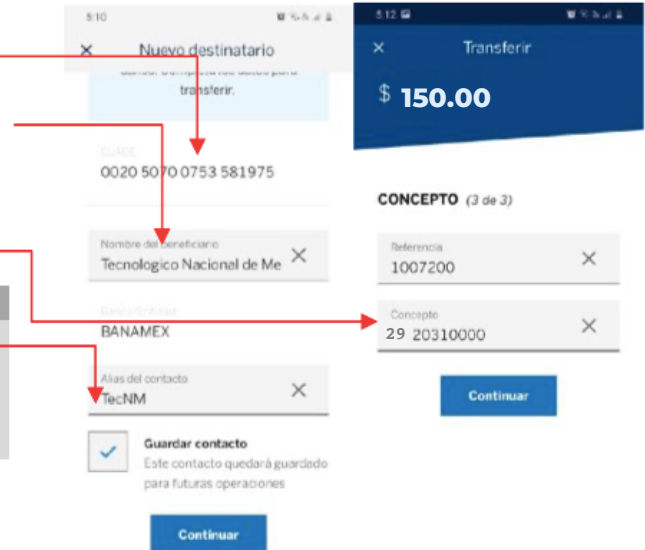 5:10
Nuevo destinatario
transferir.
CLABE
0020 5070 0753 581975
Nombre del beneficiario
Tecnologico Nacional de Me
BANAMEX
Alias del contacto
TecNM
Guardar contacto
Este contacto quedará guardado
para futuras operaciones
Continuar
5:12
Transferir
$ 150.00
CONCEPTO (3 de 3)
Referencia
1007200
Concepto
29 20310000
Continuar